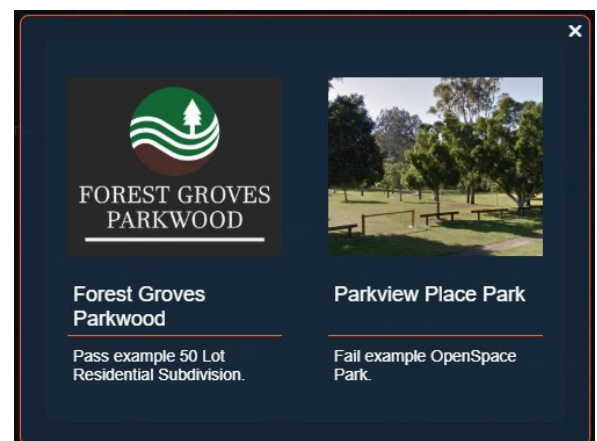 ×
FOREST GROVES
PARKWOOD
Forest Groves
Parkwood
Pass example 50 Lot
Residential Subdivision.
Parkview Place Park
Fail example OpenSpace
Park.